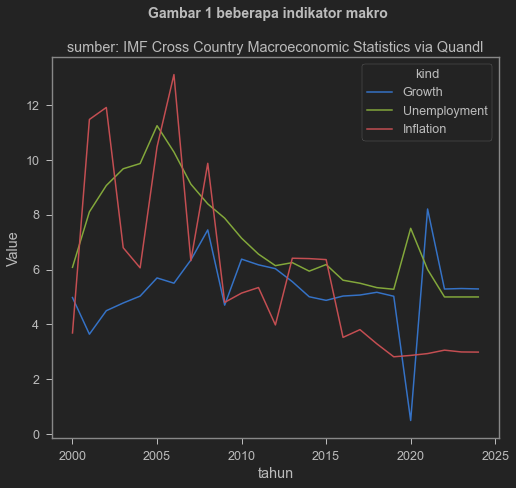 Gambar 1 beberapa indikator makro
sumber: IMF Cross Country Macroeconomic Statistics via Quandl
kind
Growth
Unemployment
Inflation
12
10
8
6
4
2
0
Value
2000
2005
2010
2015
2020
2025
tahun